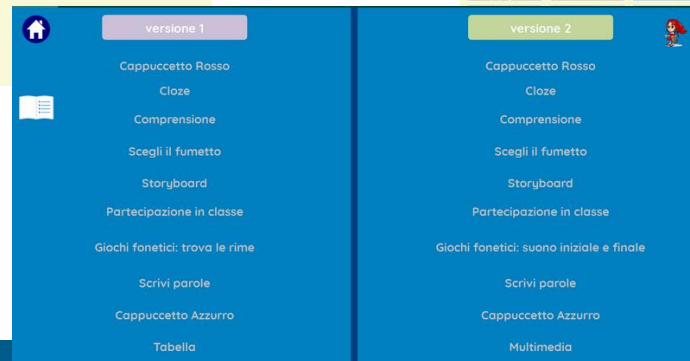 versione 1
Cappuccetto Rosso
Cloze
Comprensione
Scegli il fumetto
Storyboard
Partecipazione in classe
Giochi fonetici: trova le rime
Scrivi parole
Cappuccetto Azzurro
Tabella
versione 2
Cappuccetto Rosso
Cloze
Comprensione
Scegli il fumetto
Storyboard
Partecipazione in classe
Giochi fonetici: suono iniziale e finale
Scrivi parole
Cappuccetto Azzurro
Multimedia